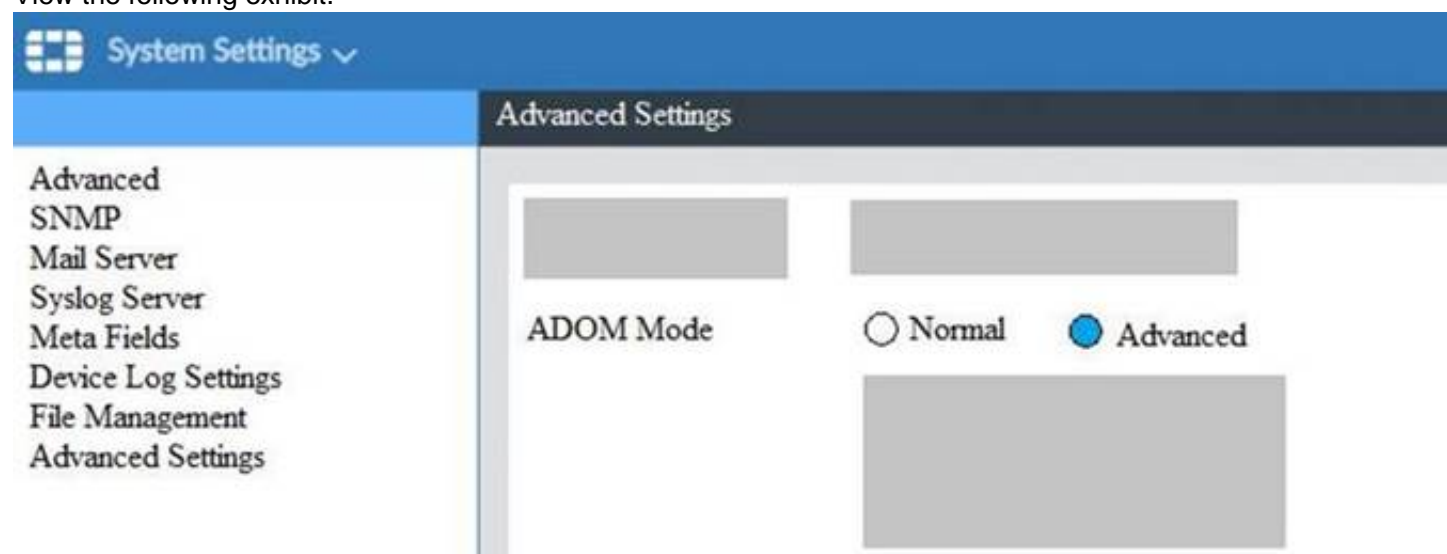 View the following exhibit.
System Settings
Advanced Settings
Advanced
SNMP
Mail Server
Syslog Server
Meta Fields
Device Log Settings
File Management
Advanced Settings
ADOM Mode
Normal
Advanced